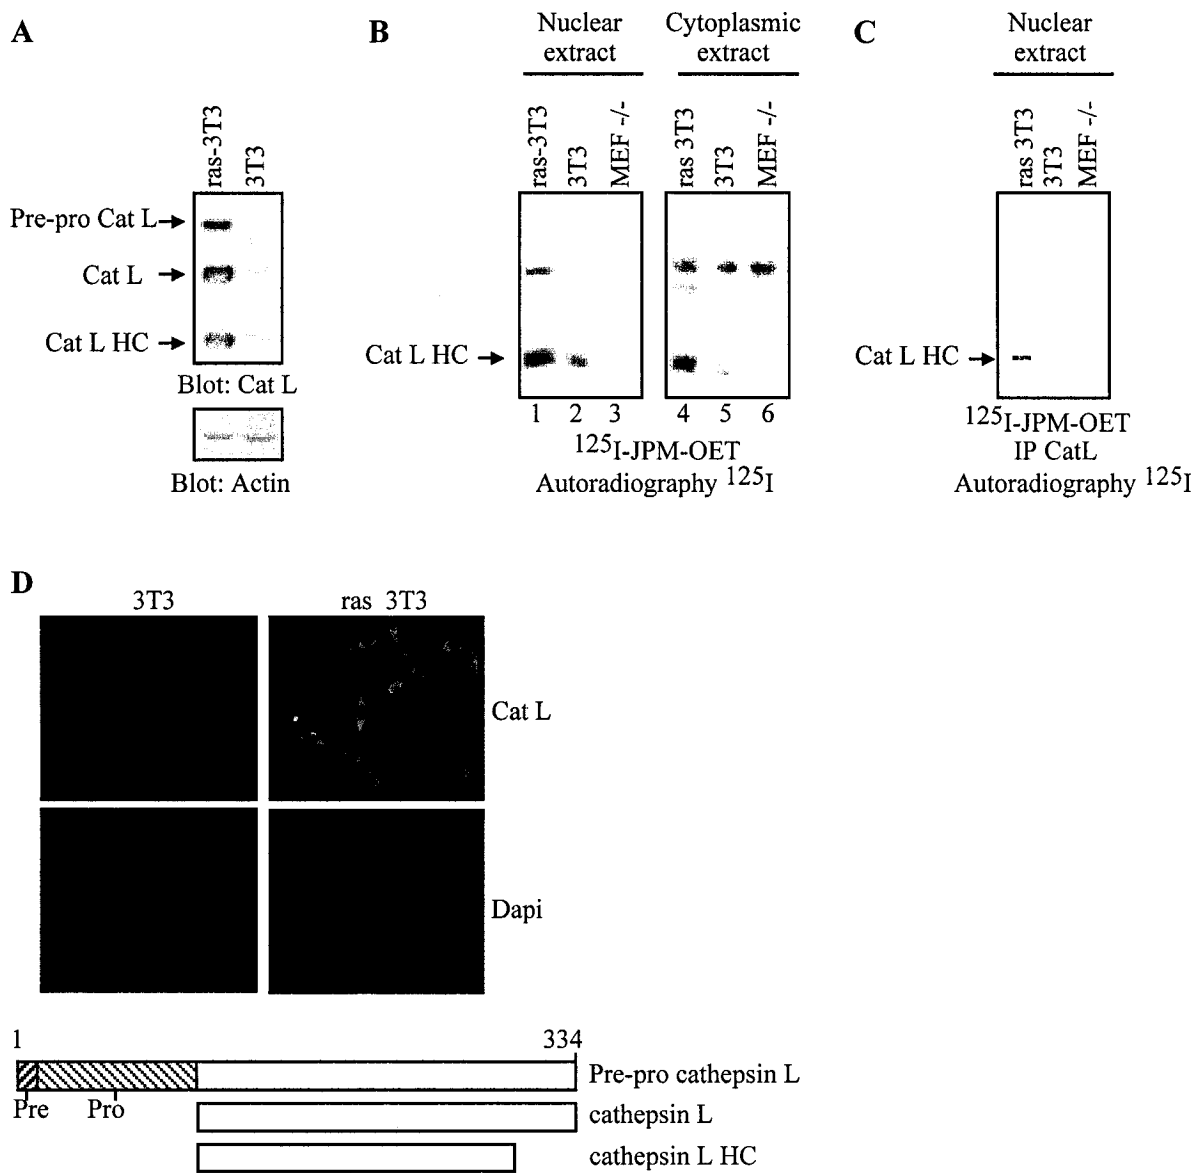 A
ras-3T3
3T3
Pre-pro Cat L
Cat L
Cat L HC
Blot: Cat L
Blot: Actin
B
Nuclear
extract
Cytoplasmic
extract
ras-3T3
3T3
MEF -/-
ras 3T3
3T3
MEF -/-
Cat L HC
1 2 3 4 5 6
125I-JPM-OET
Autoradiography 125I
C
Nuclear
extract
ras 3T3
3T3
MEF -/-
Cat L HC
125I-JPM-OET
IP CatL
Autoradiography 125I
D
3T3
ras 3T3
Cat L
Dapi
1 334
Pre-pro cathepsin L
Pre Pro
cathepsin L
cathepsin L HC